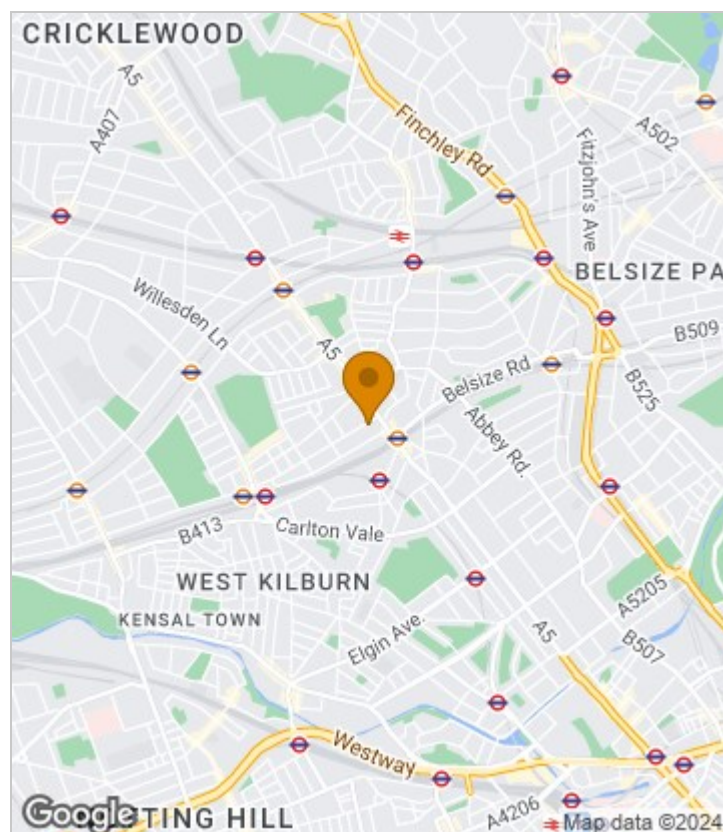 CRICKLEWOOD
A5
A407
Finchley Rd
A502
Fitzjohn's Ave
BELSIZE PA
Willesden Ln
A5
B509
Belsize Rd
B525
Abbey Rd.
B413
Carlton Vale
WEST KILBURN
A5205
KENSAL TOWN
Elgin Ave.
A5
B507
Westway
Google
TTING HILL
A4206
Map data ©2024